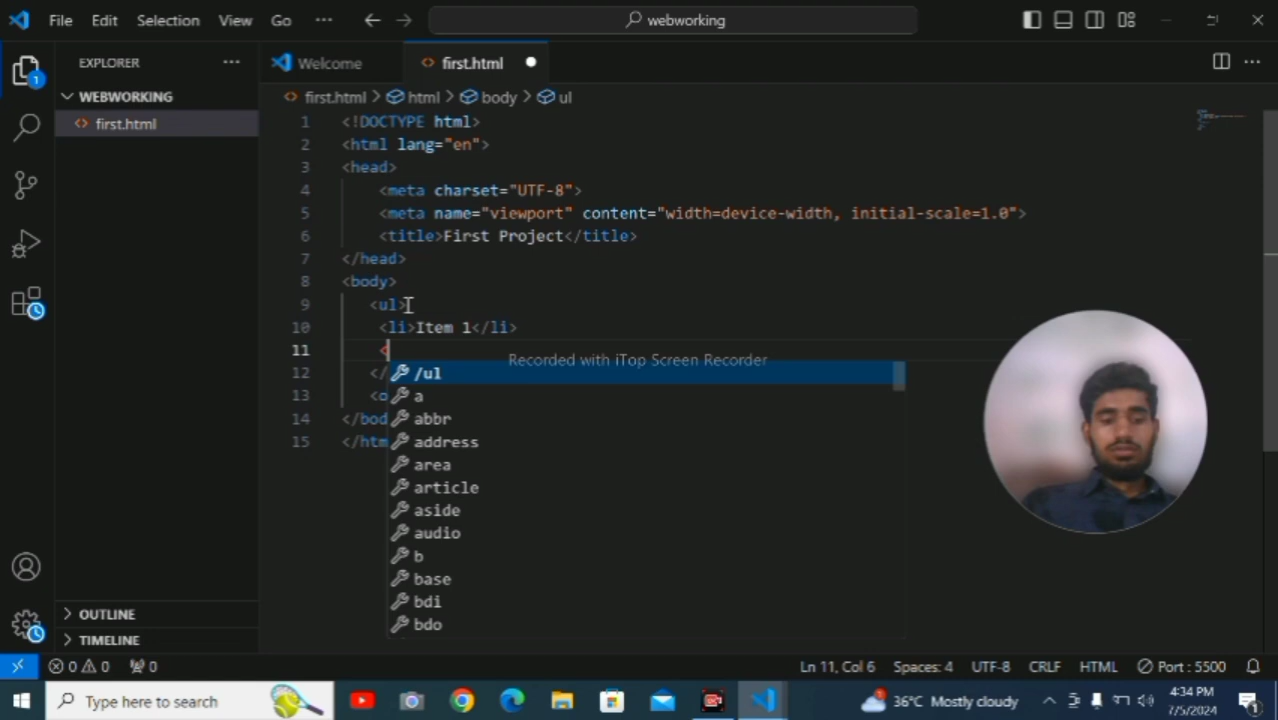 File Edit Selection View Go ··· webworking
EXPLORER ··· Welcome first.html
WEBWORKING
first.html
first.html > html > body > ul
1 <!DOCTYPE html>
2 <html lang="en">
3 <head>
4 <meta charset="UTF-8">
5 <meta name="viewport" content="width=device-width, initial-scale=1.0">
6 <title>First Project</title>
7 </head>
8 <body>
9 <ul>
10 <li>Item 1</li>
11 <
Recorded with iTop Screen Recorder
12 </
/ul
13 <o
a
14 </bod
abbr
15 </htm
address
area
article
aside
audio
b
base
bdi
bdo
OUTLINE
TIMELINE
1
0 0 0 Ln 11, Col 6 Spaces: 4 UTF-8 CRLF HTML Port : 5500
Type here to search 36°C Mostly cloudy 4:34 PM
7/5/2024